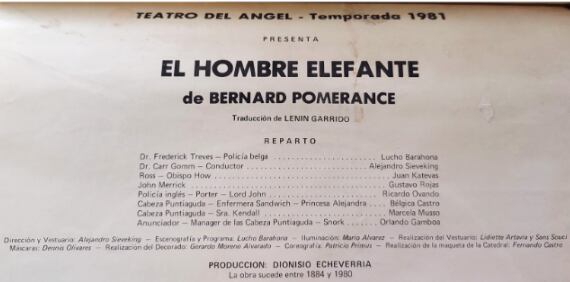 TEATRO DEL ANGEL - Temporada 1981
PRESENTA
EL HOMBRE ELEFANTE
de BERNARD POMERANCE
Traducción de LENIN GARRIDO
REPARTO
Dr. Frederick Treves — Policía belga .......................... Lucho Barahona
Dr. Carr Gomm — Conductor .......................... Alejandro Sieveking
Ross — Obispo How .......................... Juan Katevas
John Merrick .......................... Gustavo Rojas
Policía inglés — Porter — Lord John .......................... Ricardo Ovando
Cabeza Puntiaguda — Enfermera Sandwich — Princesa Alejandra .... Bélgica Castro
Cabeza Puntiaguda — Sra. Kendall .......................... Marcela Musso
Anunciador — Manager de las Cabeza Puntiaguda — Snork .......... Orlando Gamboa
Dirección y Vestuario: Alejandro Sieveking — Escenografía y Programa: Lucho Barahona — Iluminación: Mario Alvarez — Realización del Vestuario: Lidiette Artavia y Sans Souci
Máscaras: Dennis Olivares — Realización del Decorado: Gerardo Moreno Alvarado — Coreografía: Patricio Primus — Realización de la maqueta de la Catedral: Fernando Castro
PRODUCCION: DIONISIO ECHEVERRIA
La obra sucede entre 1884 y 1980